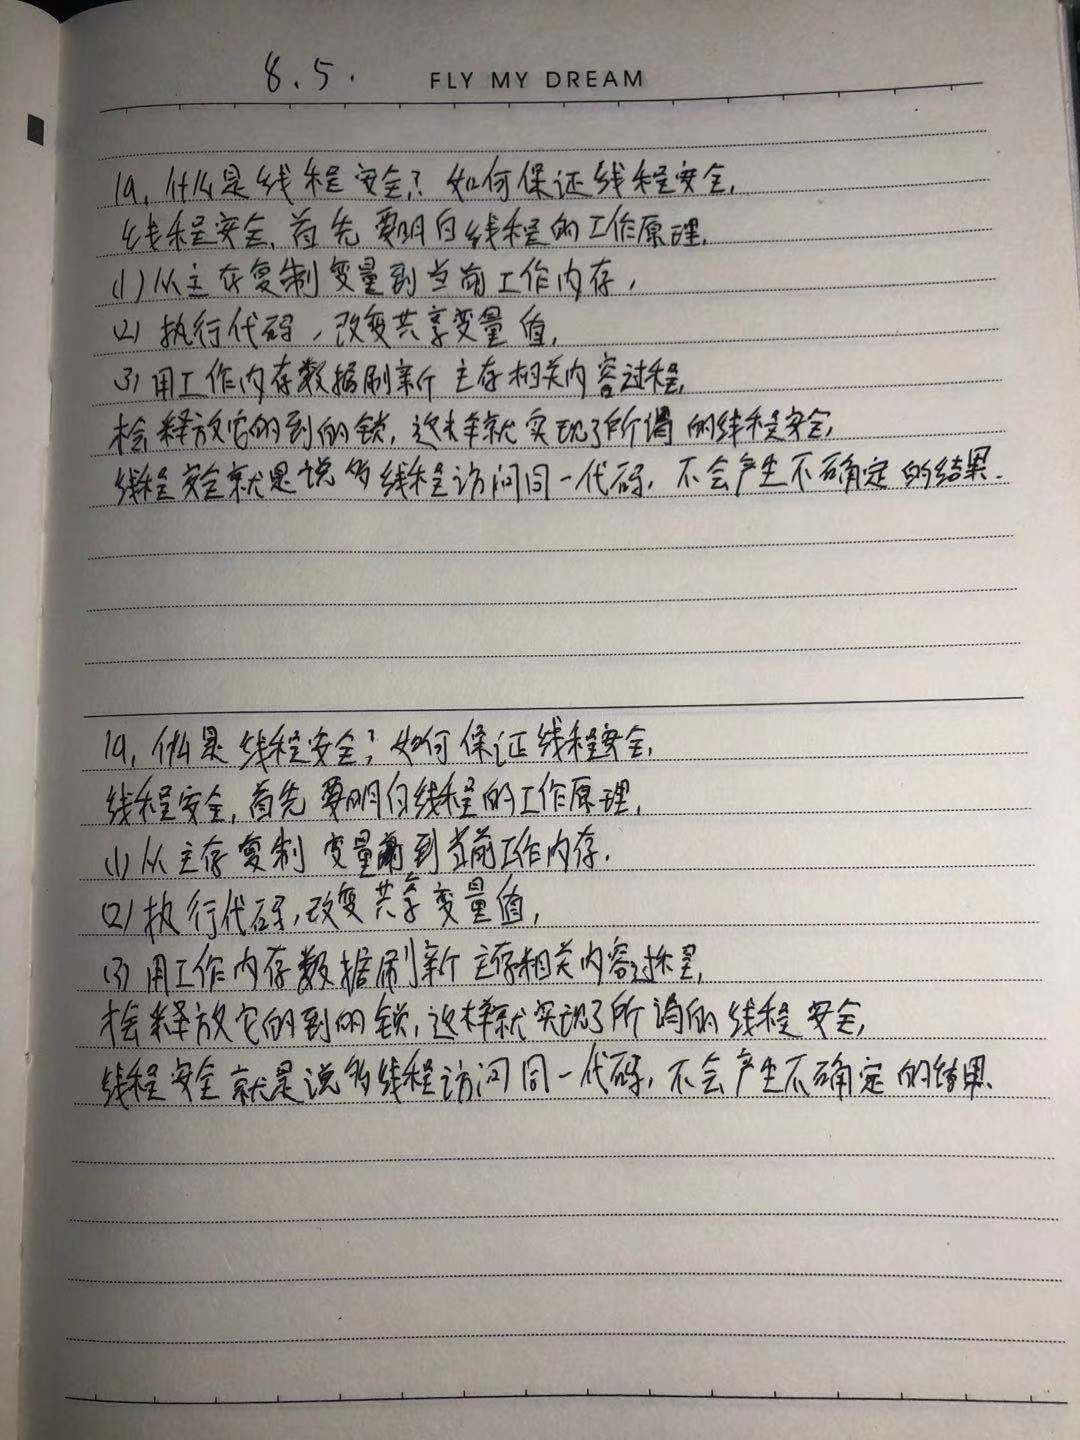 8.5.
FLY MY DREAM
19,什么是线程安全?如何保证线程安全,
线程安全,首先要明白线程的工作原理,
(1)从主存复制变量到当前工作内存,
(2)执行代码,改变共享变量值,
(3)用工作内存数据刷新主存相关内容过程,
会释放它的到的锁,这样就实现了所谓的线程安全,
线程安全就是说多线程访问同一代码,不会产生不确定的结果.
19,什么是线程安全?如何保证线程安全,
线程安全,首先要明白线程的工作原理,
(1)从主存复制变量到当前工作内存.
(2)执行代码,改变共享变量值,
(3)用工作内存数据刷新主存相关内容过程,
会释放它的到的锁,这样就实现了所谓的线程安全,
线程安全就是说多线程访问同一代码,不会产生不确定的结果.